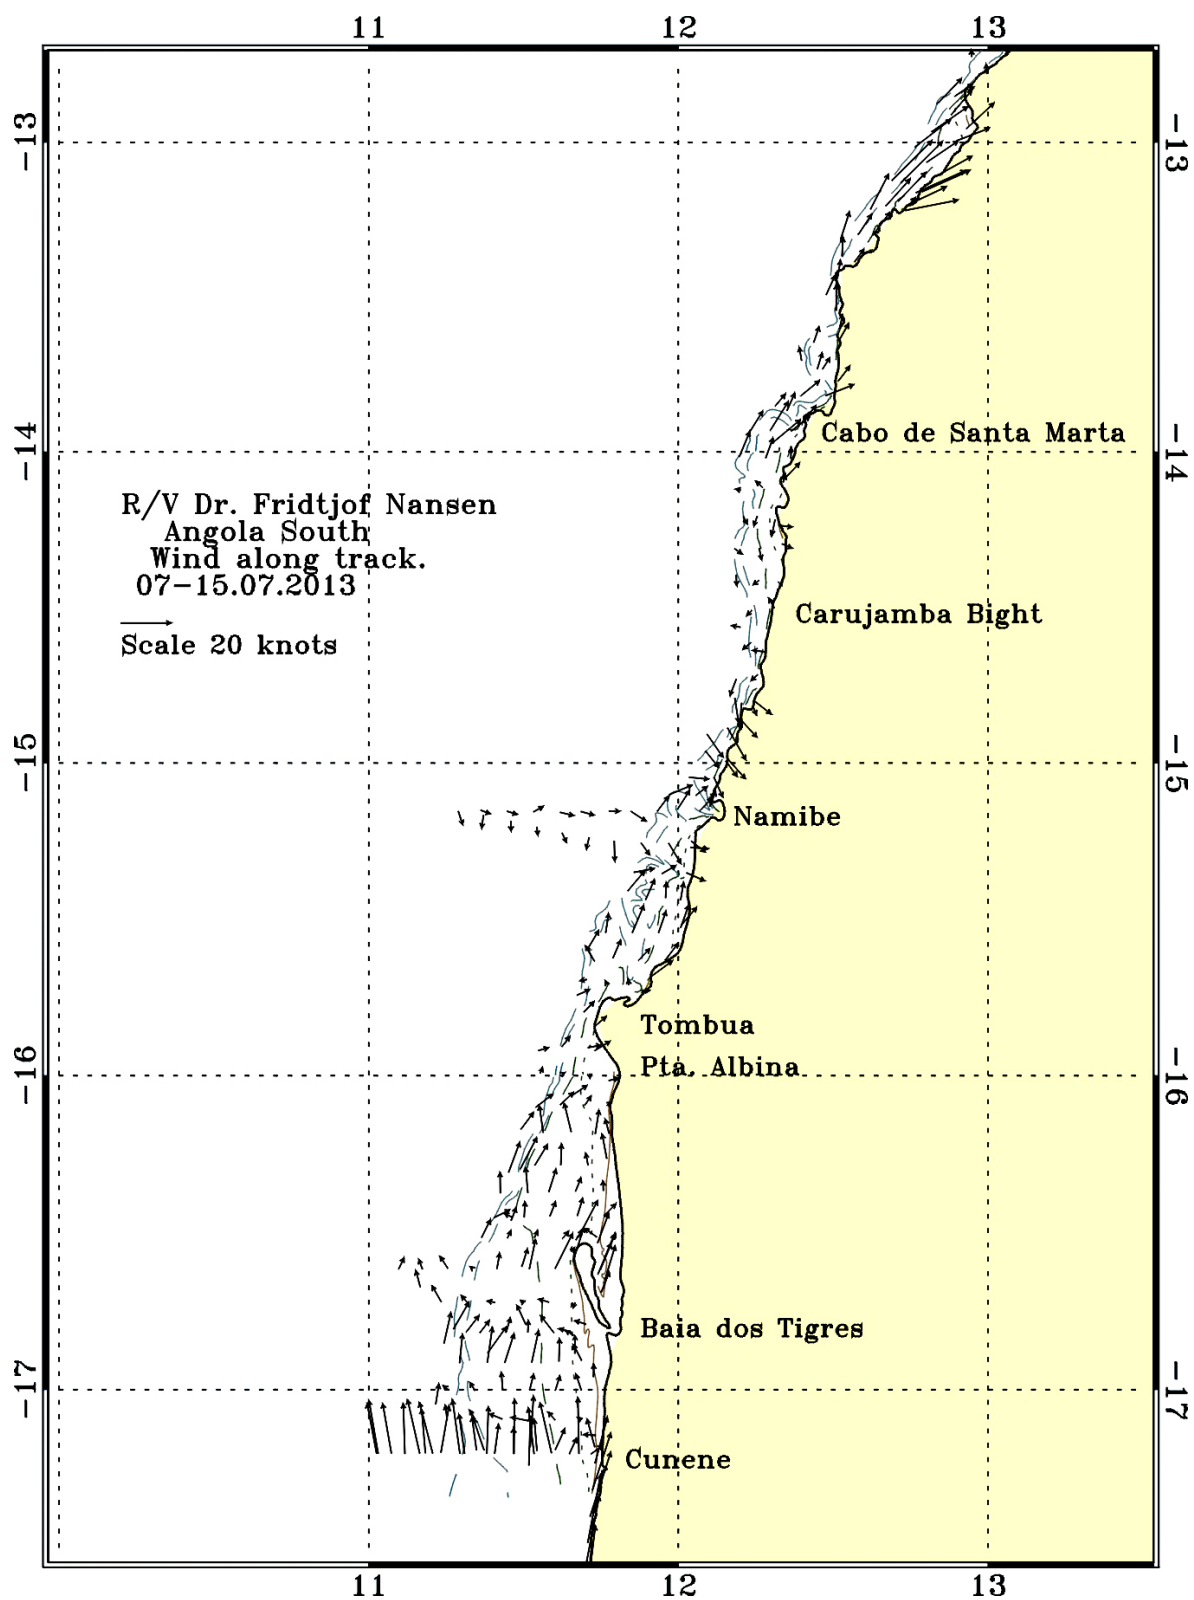 11 12 13
-13 -13
Cabo de Santa Marta
-14 -14
R/V Dr. Fridtjof Nansen
Angola South
Wind along track.
07-15.07.2013
Carujamba Bight
Scale 20 knots
-15 -15
Namibe
Tombua
Pta. Albina
-16 -16
Baia dos Tigres
-17 -17
Cunene
11 12 13